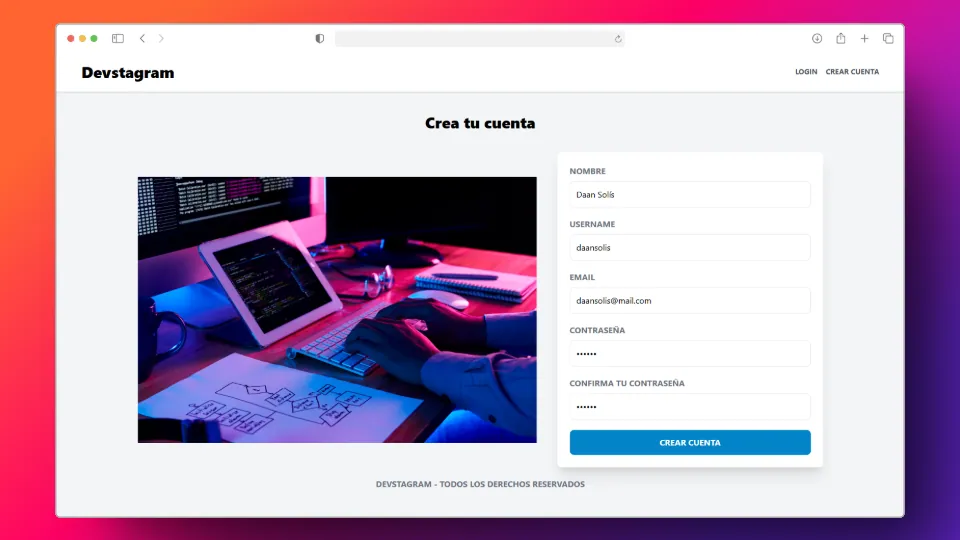 Devstagram
LOGIN CREAR CUENTA
Crea tu cuenta
NOMBRE
Daan Solís
USERNAME
daansolis
EMAIL
daansolis@mail.com
CONTRASEÑA
••••••
CONFIRMA TU CONTRASEÑA
••••••
CREAR CUENTA
DEVSTAGRAM - TODOS LOS DERECHOS RESERVADOS